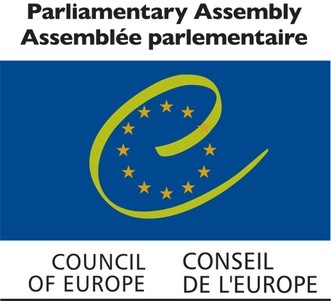 Parliamentary Assembly
Assemblée parlementaire
COUNCIL CONSEIL
OF EUROPE DE L'EUROPE